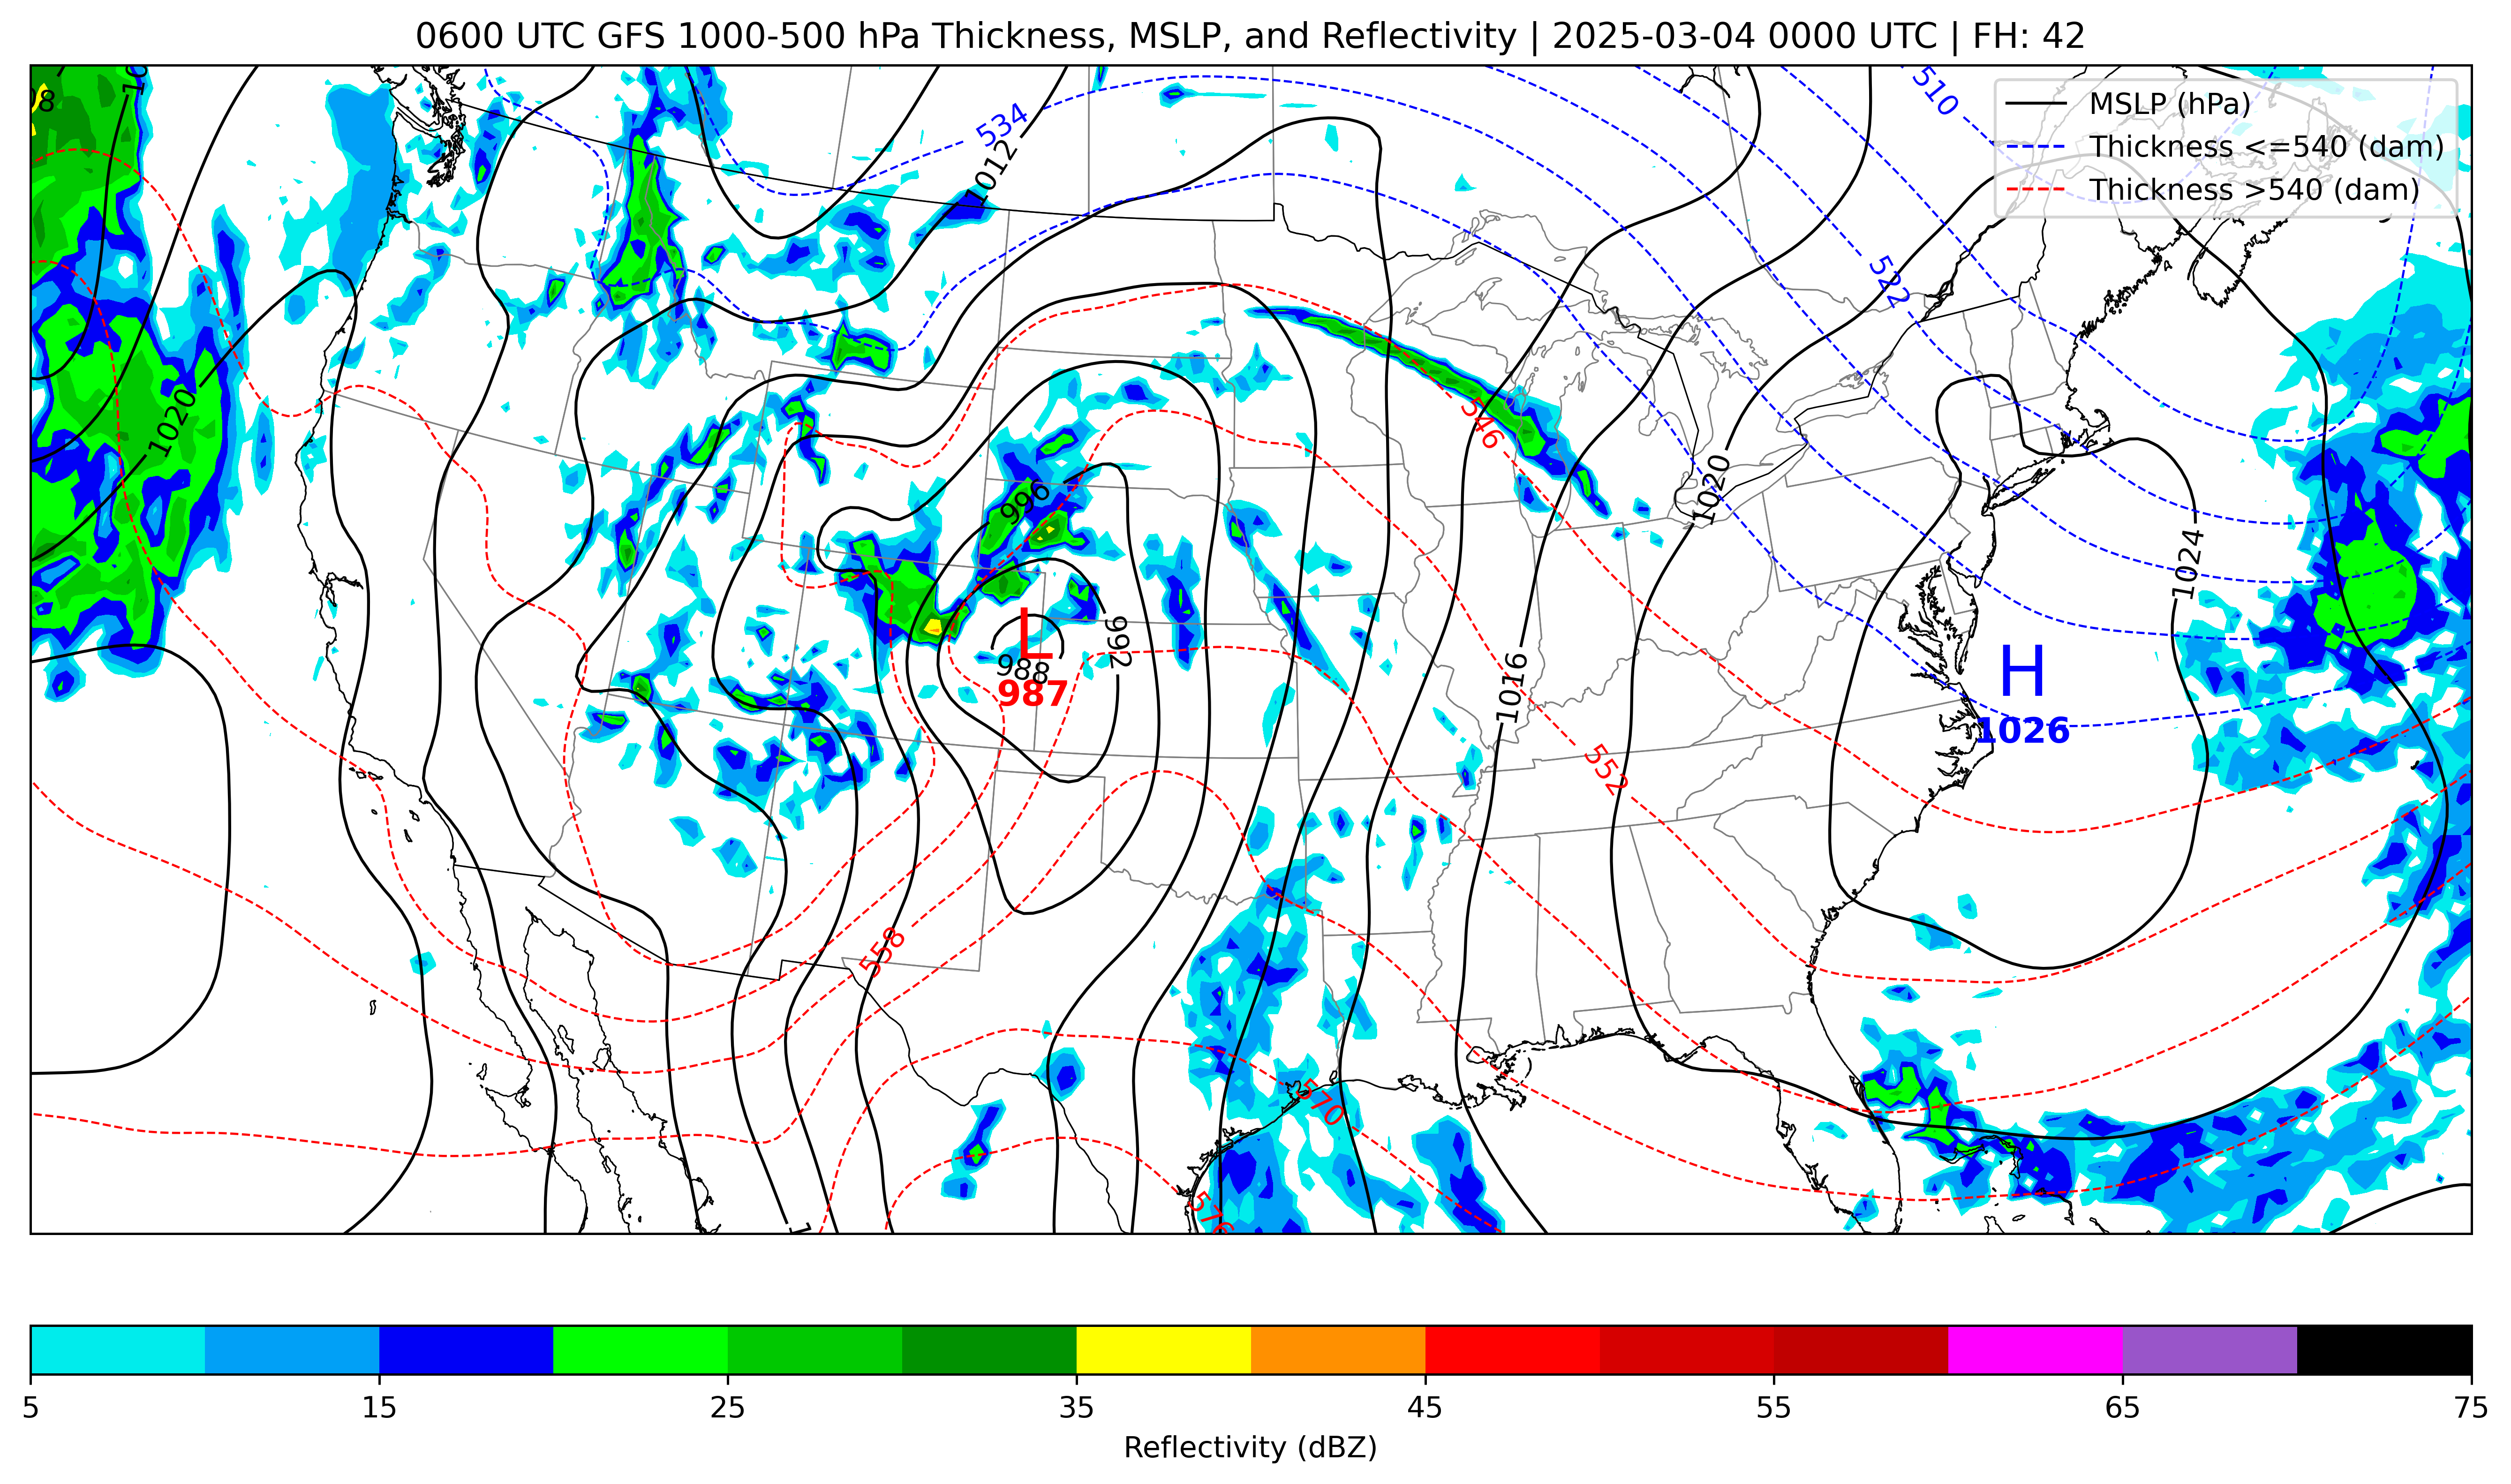 0600 UTC GFS 1000-500 hPa Thickness, MSLP, and Reflectivity | 2025-03-04 0000 UTC | FH: 42
MSLP (hPa)
Thickness <=540 (dam)
Thickness >540 (dam)
510
534
1012
522
1020
546
996
1020
1024
992
L
988
987
1016
H
1026
552
558
570
576
5 15 25 35 45 55 65 75
Reflectivity (dBZ)